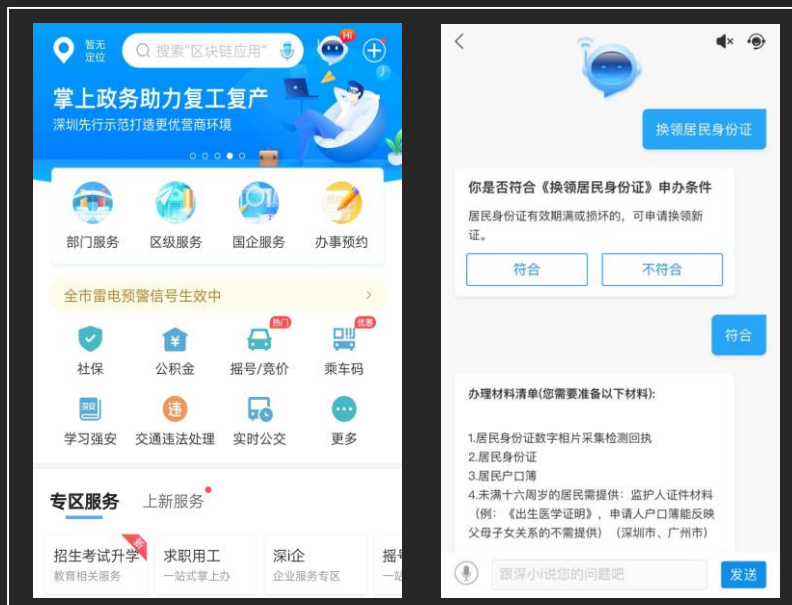 暂无
定位
搜索“区块链应用”
Hi
掌上政务助力复工复产
深圳先行示范打造更优营商环境
部门服务
区级服务
国企服务
办事预约
全市雷电预警信号生效中
热门
优惠
社保
公积金
摇号/竞价
乘车码
违
学习强安
交通违法处理
实时公交
更多
专区服务
上新服务
招生考试升学
教育相关服务
求职用工
一站式掌上办
深i企
企业服务专区
摇号
一站
换领居民身份证
你是否符合《换领居民身份证》申办条件
居民身份证有效期满或损坏的，可申请换领新
证。
符合
不符合
符合
办理材料清单(您需要准备以下材料):
1.居民身份证数字相片采集检测回执
2.居民身份证
3.居民户口簿
4.未满十六周岁的居民需提供：监护人证件材料
（例：《出生医学证明》，申请人户口簿能反映
父母子女关系的不需提供）（深圳市、广州市）
跟深小i说您的问题吧
发送